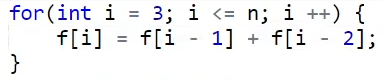 for(int i = 3; i <= n; i ++) {
    f[i] = f[i - 1] + f[i - 2];
}